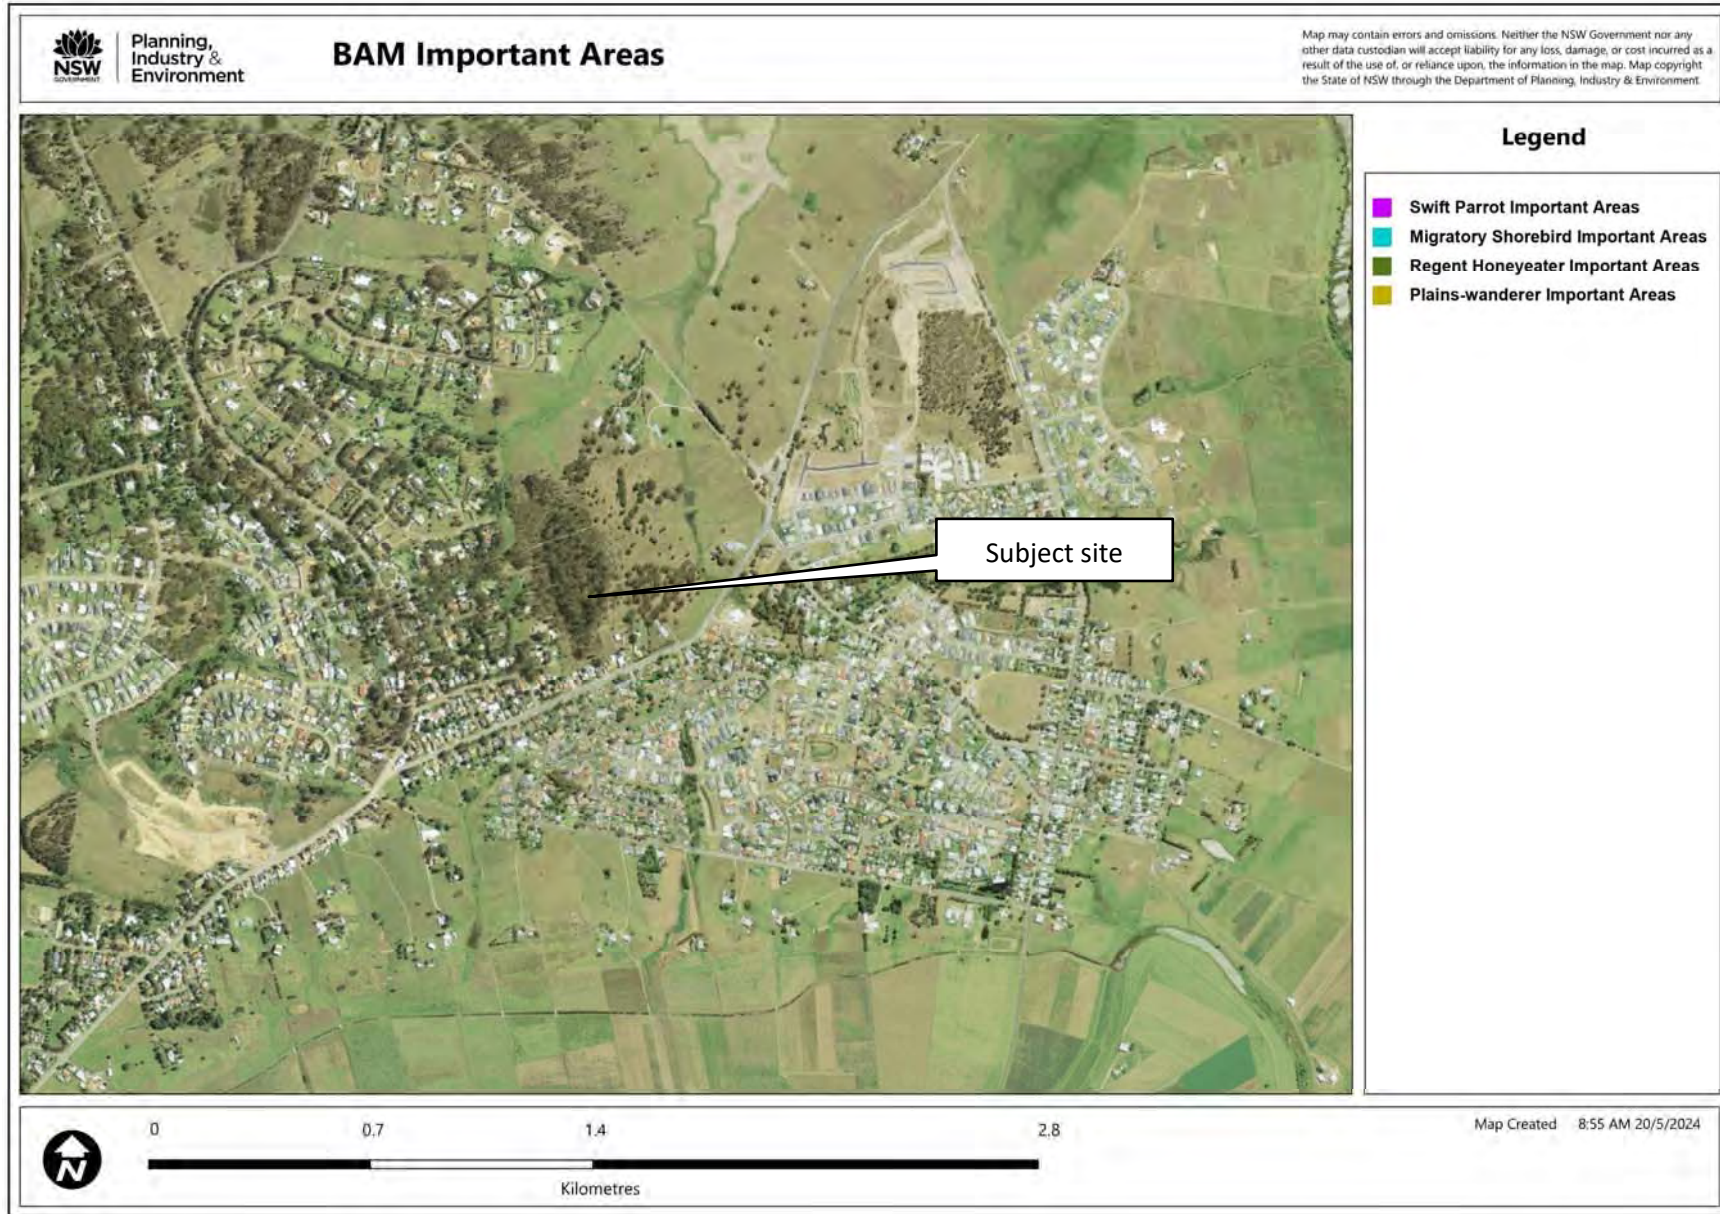 NSW
GOVERNMENT
Planning,
Industry &
Environment
BAM Important Areas
Map may contain errors and omissions. Neither the NSW Government nor any
other data custodian will accept liability for any loss, damage, or cost incurred as a
result of the use of, or reliance upon, the information in the map. Map copyright
the State of NSW through the Department of Planning, Industry & Environment.
Legend
Swift Parrot Important Areas
Migratory Shorebird Important Areas
Regent Honeyeater Important Areas
Plains-wanderer Important Areas
Subject site
N
0 0.7 1.4 2.8
Kilometres
Map Created 8:55 AM 20/5/2024